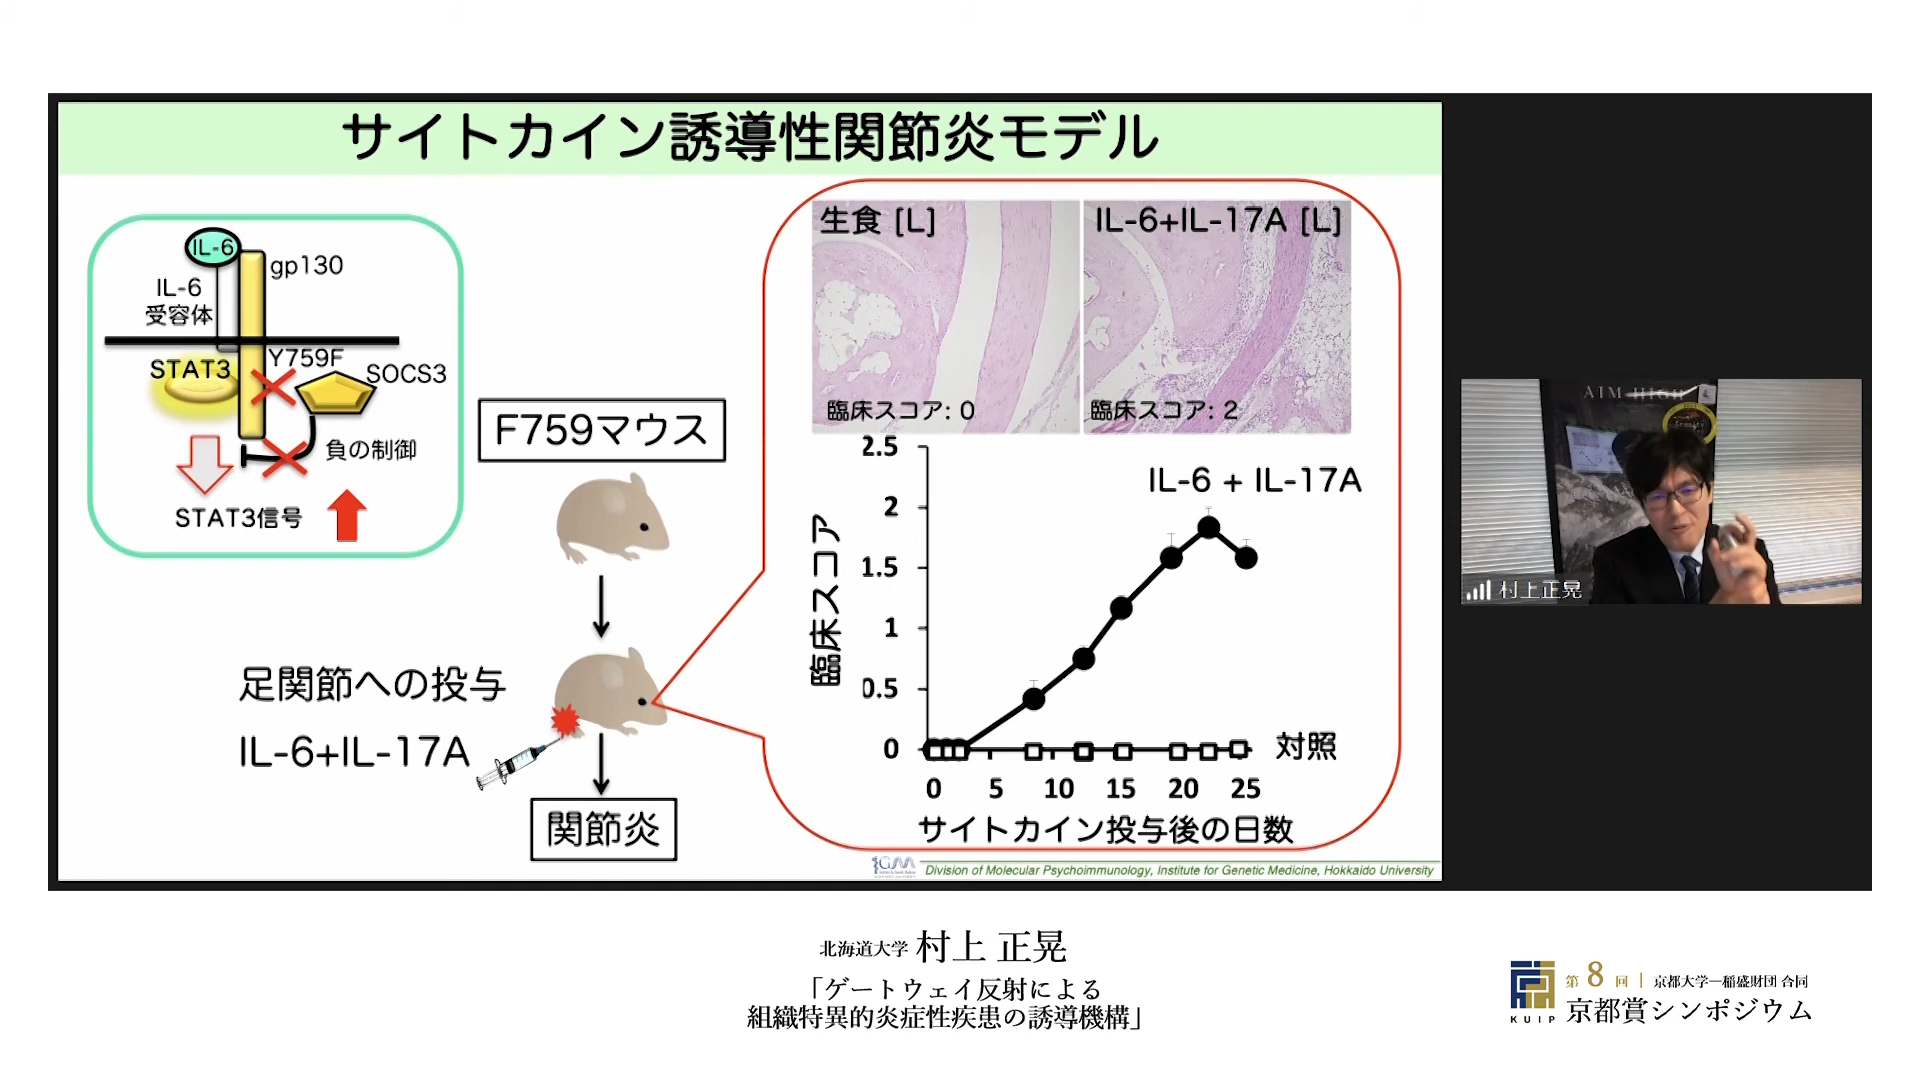 サイトカイン誘導性関節炎モデル
IL-6
gp130
IL-6
受容体
STAT3
Y759F
SOCS3
負の制御
STAT3信号
F759マウス
足関節への投与
IL-6+IL-17A
関節炎
生食 [L]
臨床スコア: 0
IL-6+IL-17A [L]
臨床スコア: 2
IL-6 + IL-17A
臨床スコア
2.5
2
1.5
1
0.5
0
対照
0 5 10 15 20 25
サイトカイン投与後の日数
Division of Molecular Psychoimmunology, Institute for Genetic Medicine, Hokkaido University
AIM HIGH
村上正晃
北海道大学 村上 正晃
「ゲートウェイ反射による
組織特異的炎症性疾患の誘導機構」
KUIP
第8回 | 京都大学―稲盛財団 合同
京都賞シンポジウム